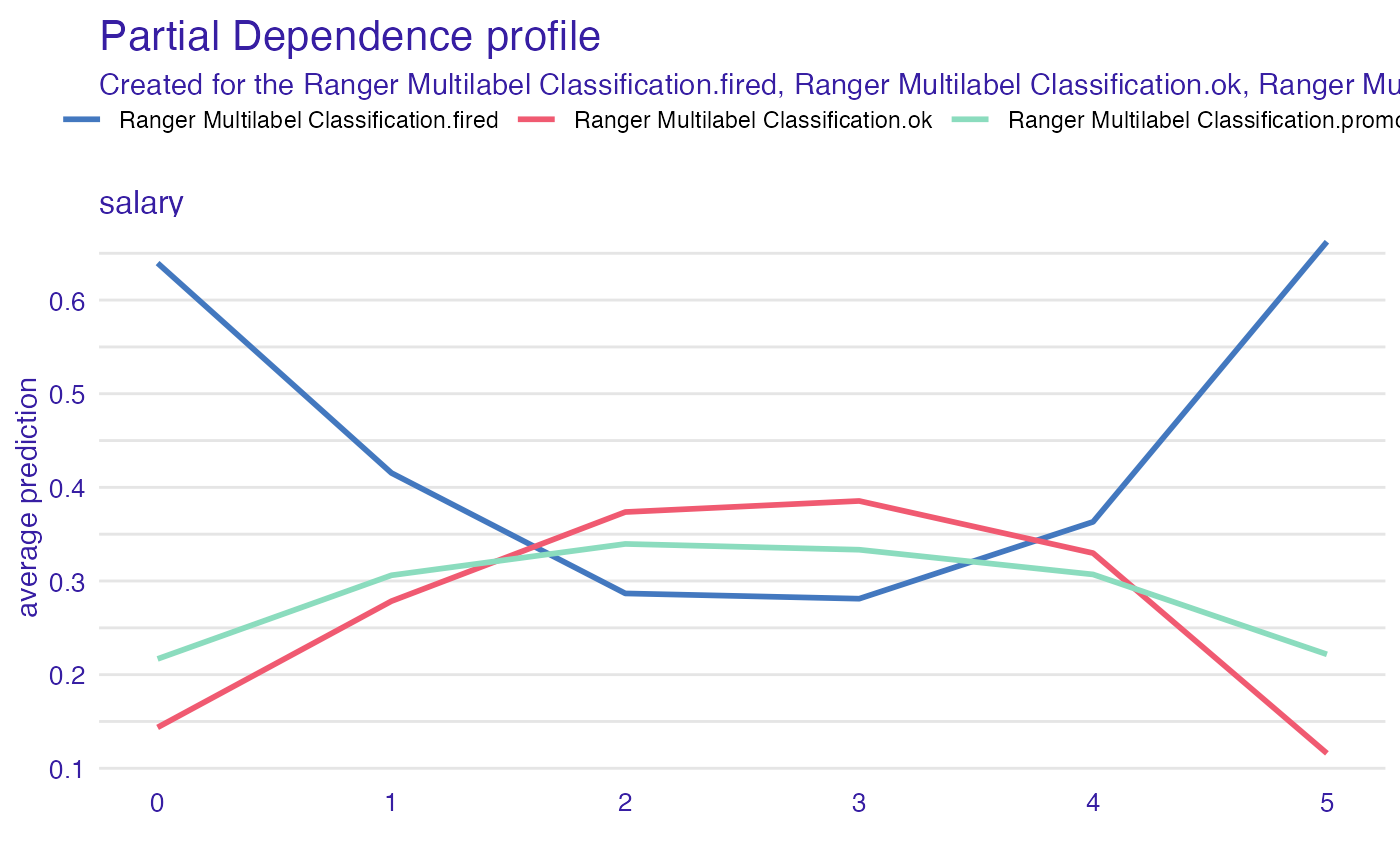 Partial Dependence profile
Created for the Ranger Multilabel Classification.fired, Ranger Multilabel Classification.ok, Ranger Mu
Ranger Multilabel Classification.fired Ranger Multilabel Classification.ok Ranger Multilabel Classification.promo
salary
average prediction
0.6
0.5
0.4
0.3
0.2
0.1
0 1 2 3 4 5